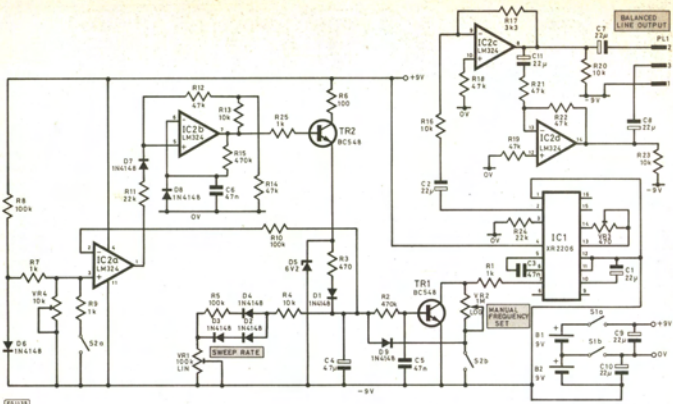 R17
3k3
C7
22µ
BALANCED
LINE OUTPUT
PL1
2
3
1
IC2c
LM324
C11
22µ
R20
10k
-9V
R18
47k
0V
R21
47k
R22
47k
C8
22µ
R16
10k
IC2d
LM324
R19
47k
0V
R23
10k
-9V
C2
22µ
+9V
R12
47k
R13
10k
R6
100
IC2b
LM324
R25
1k
TR2
BC548
R15
470k
D7
1N4148
D8
1N4148
C6
47n
R14
47k
0V
R11
22k
R8
100k
R10
100k
R7
1k
IC2a
LM324
VR4
10k
R9
1k
S2a
D6
1N4148
D5
6V2
R3
470
D1
1N4148
R5
100k
D4
1N4148
D3
1N4148
D2
1N4148
R4
10k
SWEEP RATE
VR1
100k
LIN
C4
47µ
R2
470k
D9
1N4148
C5
47n
TR1
BC548
R1
1k
VR2
1M
LOG
MANUAL
FREQUENCY
SET
S2b
-9V
R24
22k
0V
C3
47n
IC1
XR2206
470
C1
22µ
S1a
S1b
B1
9V
B2
9V
C9
22µ
C10
22µ
+9V
0V